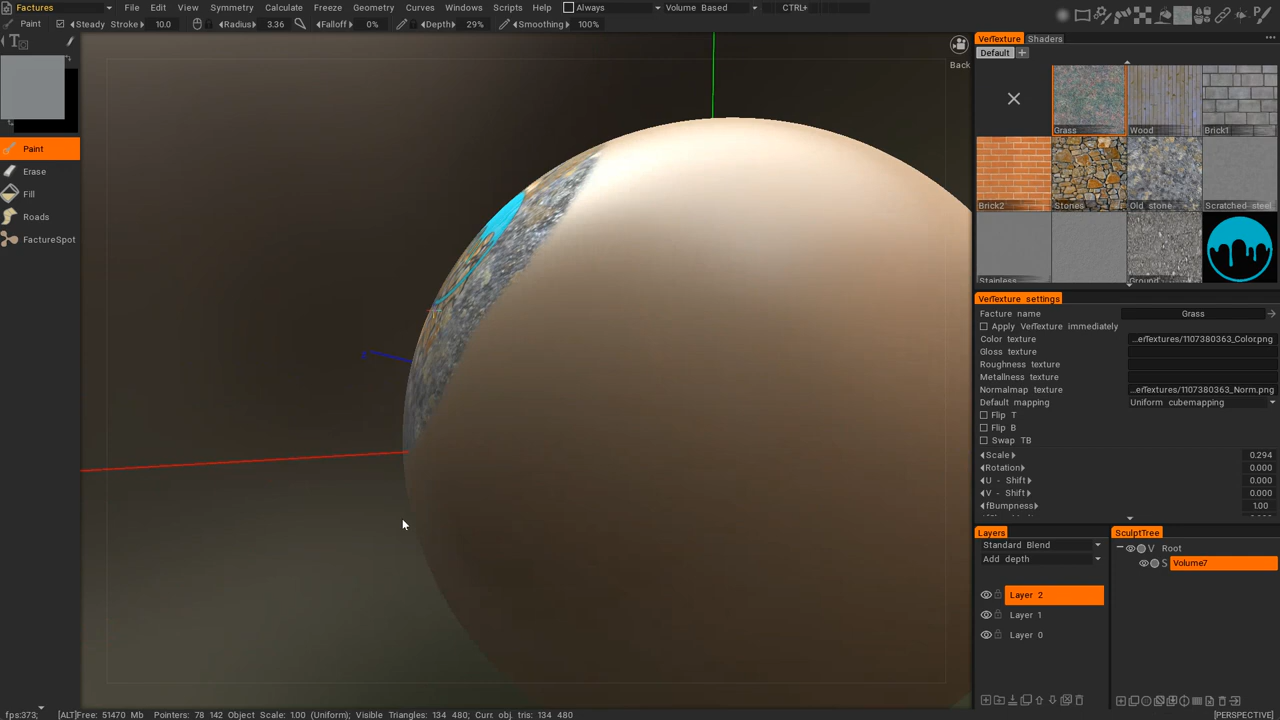 Factures File Edit View Symmetry Calculate Freeze Geometry Curves Windows Scripts Help Always Volume Based CTRL+
Paint Steady Stroke 10.0 Radius 3.36 Falloff 0% Depth 29% Smoothing 100%
Back
Paint
Erase
Fill
Roads
FactureSpot
VerTexture Shaders
Default
Grass Wood Brick1
Brick2 Stones Old stone Scratched steel
Stainless Ground
VerTexture settings
Facture name Grass
Apply VerTexture immediately
Color texture ...erTextures/1107380363_Color.png
Gloss texture
Roughness texture
Metallness texture
Normalmap texture ...erTextures/1107380363_Norm.png
Default mapping Uniform cubemapping
Flip T
Flip B
Swap TB
Scale 0.294
Rotation 0.000
U - Shift 0.000
V - Shift 0.000
fBumpness 1.00
Layers
Standard Blend
Add depth
Layer 2
Layer 1
Layer 0
SculptTree
V Root
S Volume7
fps:373; [ALT]Free: 51470 Mb Pointers: 78 142 Object Scale: 1.00 (Uniform); Visible Triangles: 134 480; Curr. obj. tris: 134 480 [PERSPECTIVE]